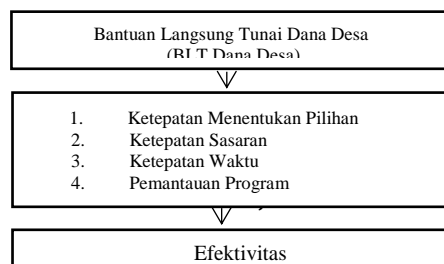 Bantuan Langsung Tunai Dana Desa
(BLT Dana Desa)
1. Ketepatan Menentukan Pilihan
2. Ketepatan Sasaran
3. Ketepatan Waktu
4. Pemantauan Program
Efektivitas